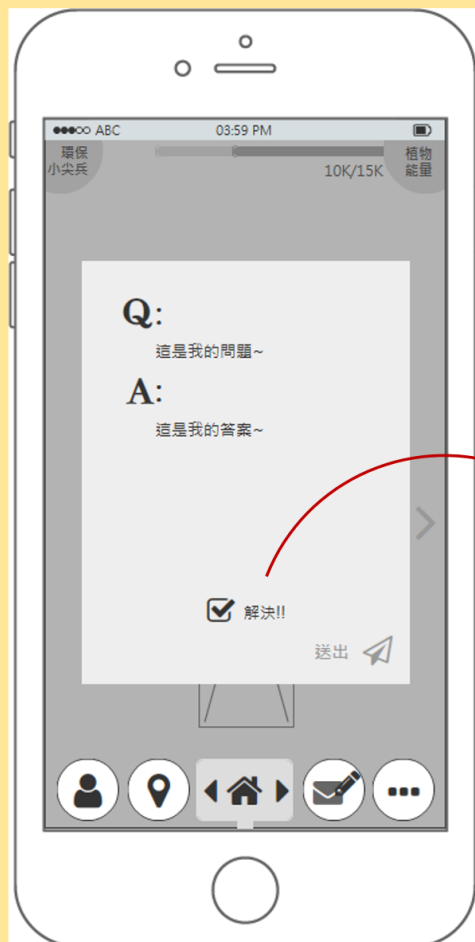 ●●●○○ ABC
03:59 PM
環保
小尖兵
10K/15K
植物
能量
Q:
這是我的問題~
A:
這是我的答案~
解決!!
送出